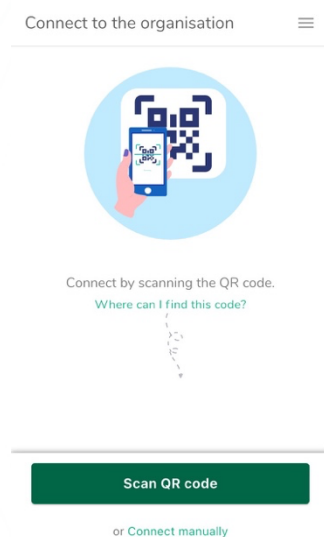 Connect to the organisation
Connect by scanning the QR code.
Where can I find this code?
Scan QR code
or Connect manually